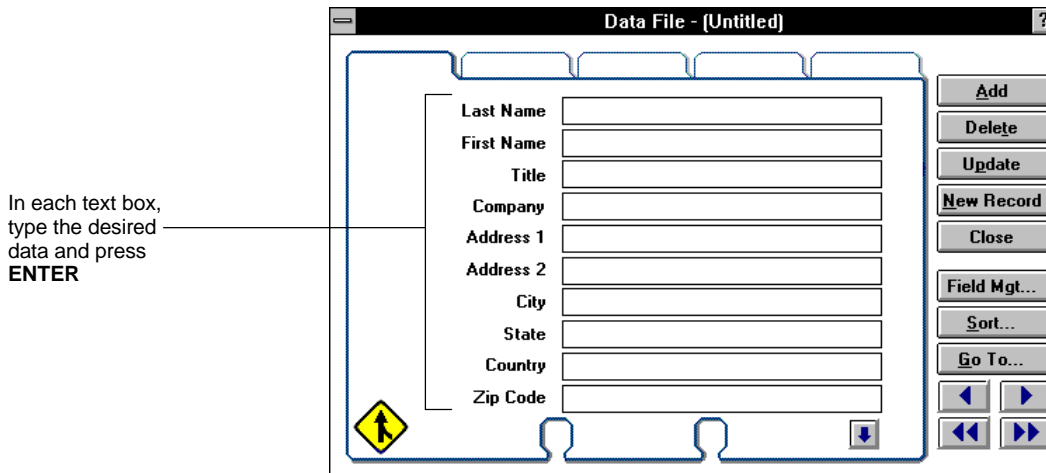 Data File - (Untitled)
?
Add
Last Name
Delete
First Name
Title
Update
In each text box,
type the desired
data and press
ENTER
Company
New Record
Address 1
Close
Address 2
Field Mgt...
City
State
Sort...
Country
Go To...
Zip Code